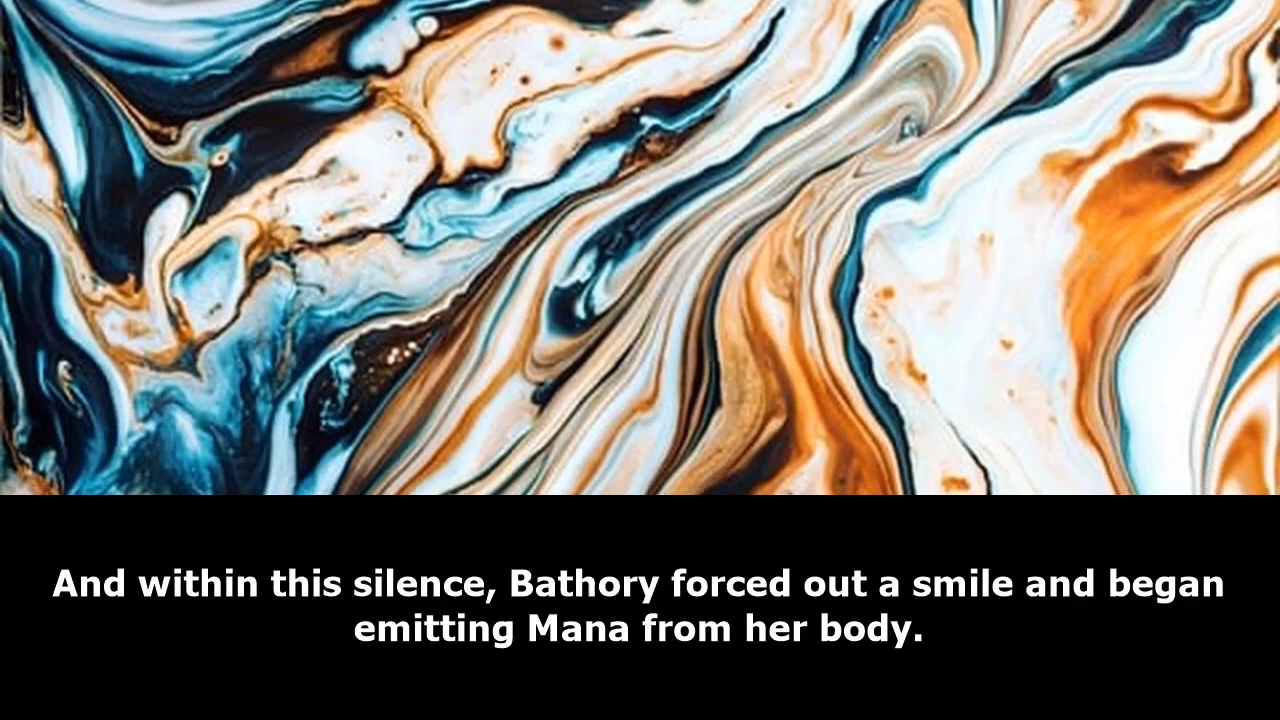 And within this silence, Bathory forced out a smile and began
emitting Mana from her body.